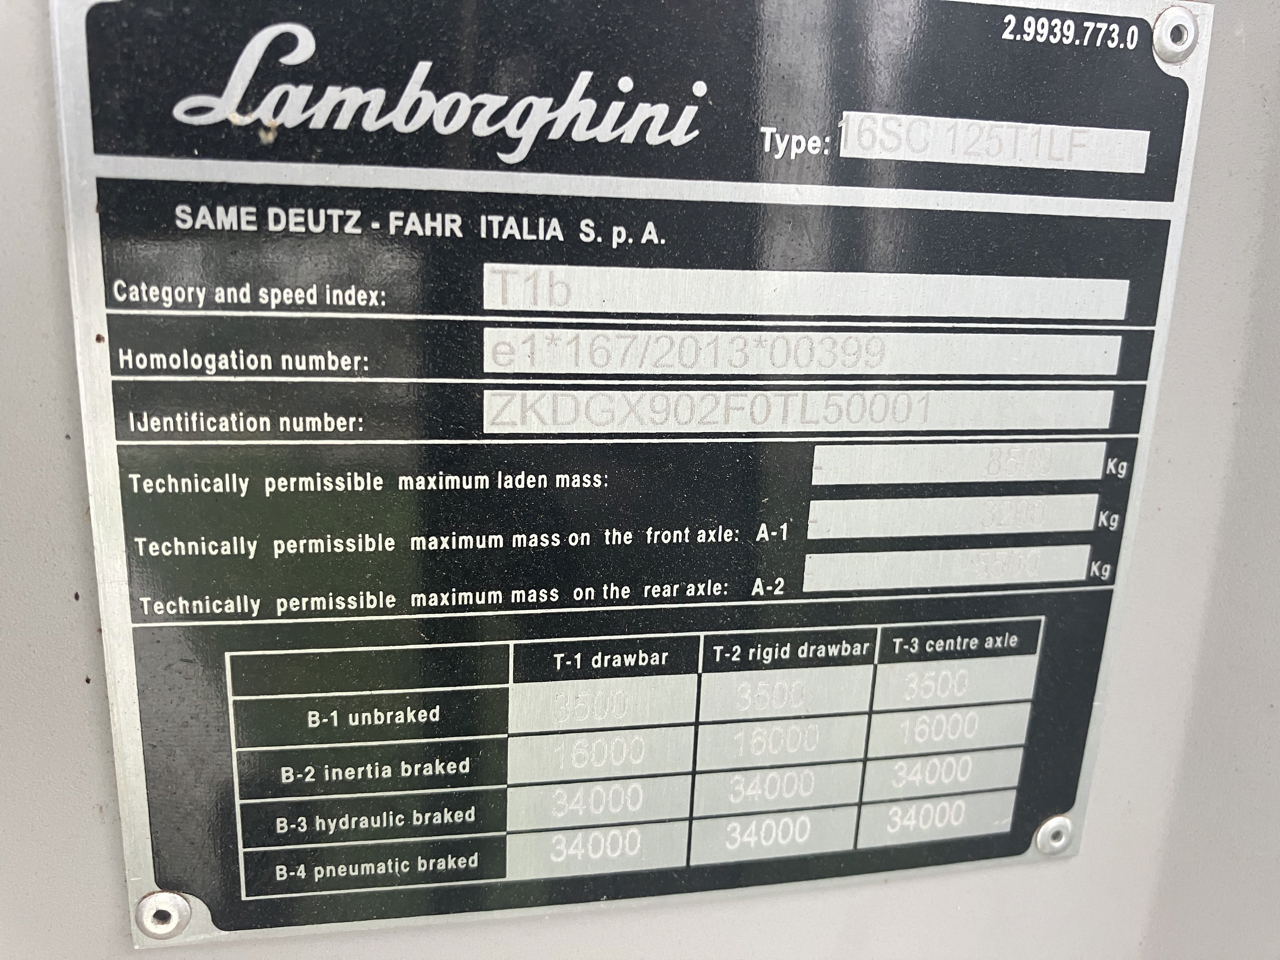 2.9939.773.0
Lamborghini
Type: 16SC 125T1LF
SAME DEUTZ - FAHR ITALIA S. p. A.
Category and speed index: T1b
Homologation number: e1*167/2013*00399
IJentification number: ZKDGX902F0TL50001
Technically permissible maximum laden mass: Kg
Technically permissible maximum mass on the front axle: A-1 Kg
Technically permissible maximum mass on the rear axle: A-2 Kg
T-1 drawbar T-2 rigid drawbar T-3 centre axle
B-1 unbraked 3500 3500 3500
B-2 inertia braked 16000 16000 16000
B-3 hydraulic braked 34000 34000 34000
B-4 pneumatic braked 34000 34000 34000